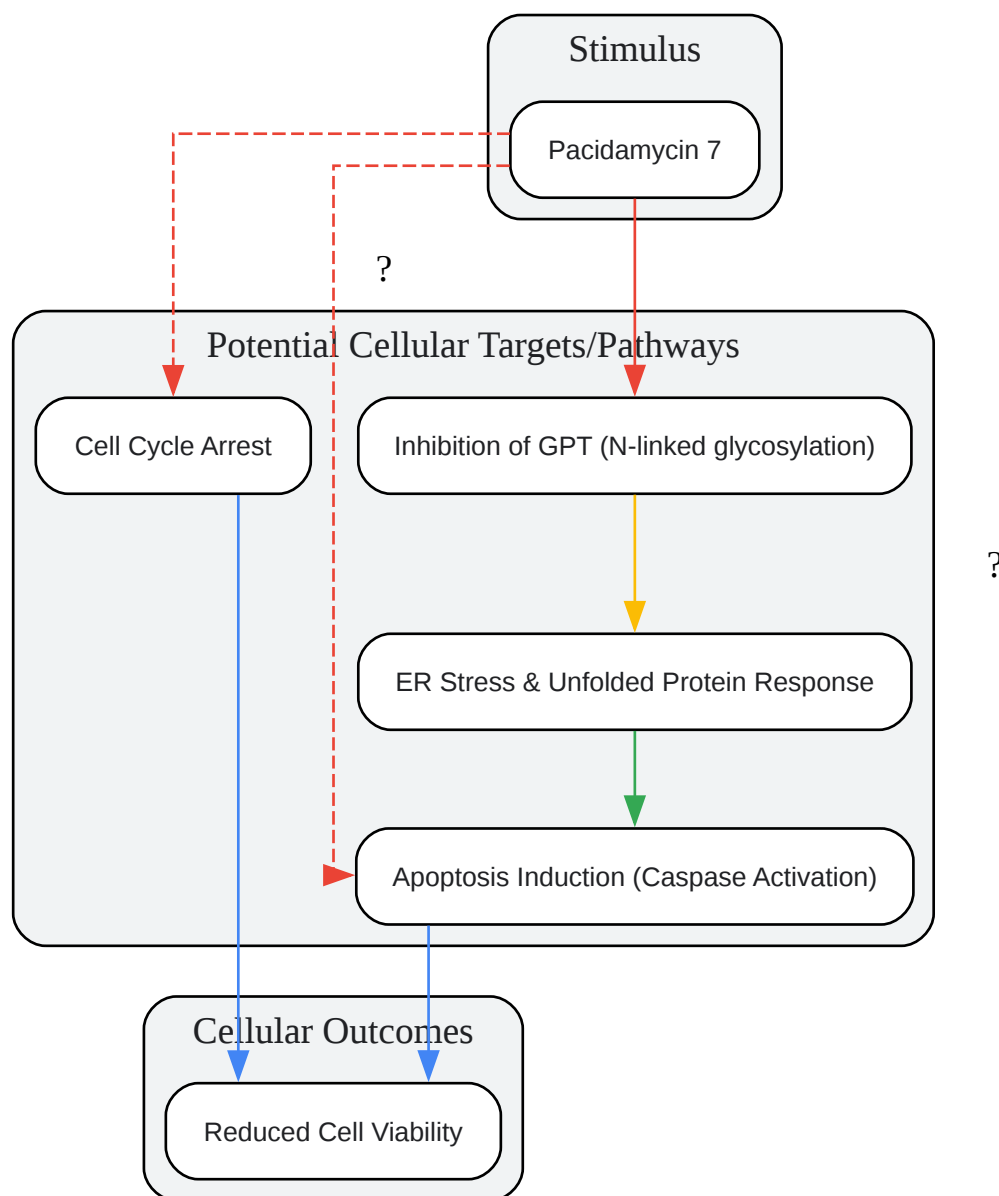 Stimulus
Pacidamycin 7
?
Potential Cellular Targets/Pathways
Cell Cycle Arrest
Inhibition of GPT (N-linked glycosylation)
?
ER Stress & Unfolded Protein Response
Apoptosis Induction (Caspase Activation)
Cellular Outcomes
Reduced Cell Viability